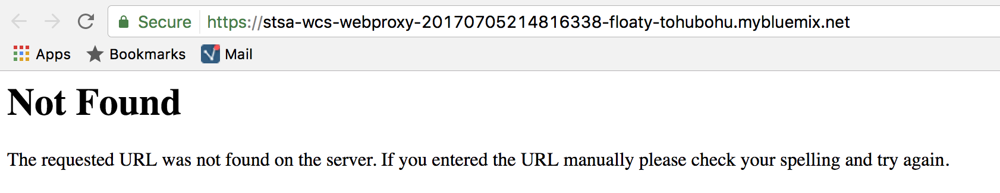 Secure https://stsa-wcs-webproxy-20170705214816338-floaty-tohubohu.mybluemix.net
Apps Bookmarks Mail
Not Found
The requested URL was not found on the server. If you entered the URL manually please check your spelling and try again.